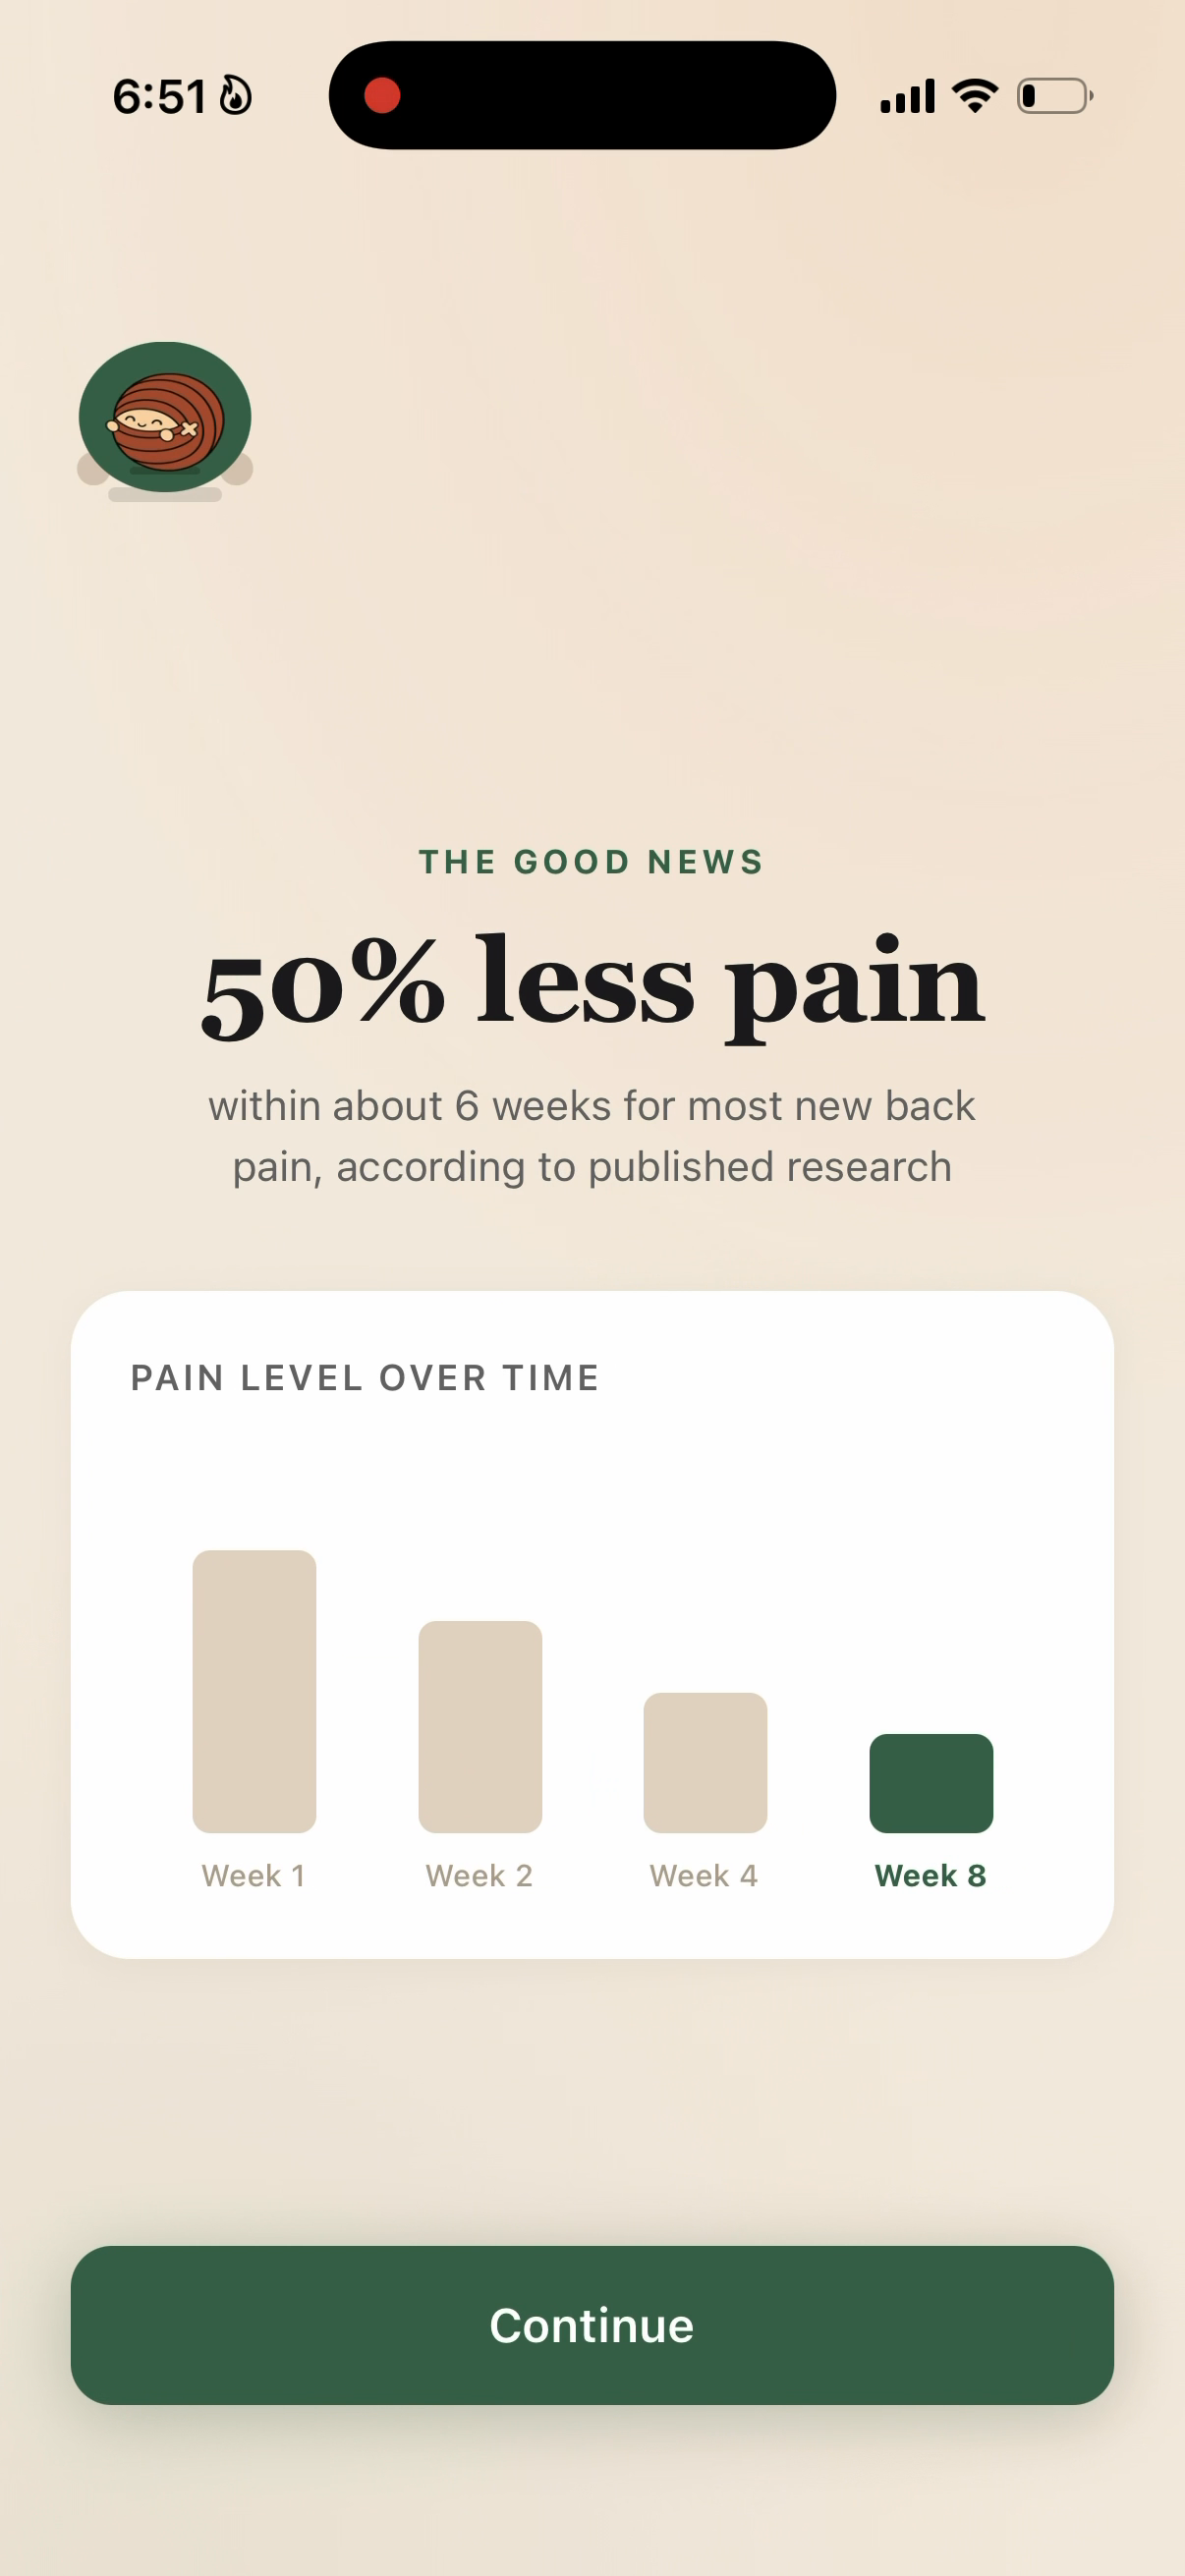 6:51
THE GOOD NEWS
50% less pain
within about 6 weeks for most new back
pain, according to published research
PAIN LEVEL OVER TIME
Week 1 Week 2 Week 4 Week 8
Continue